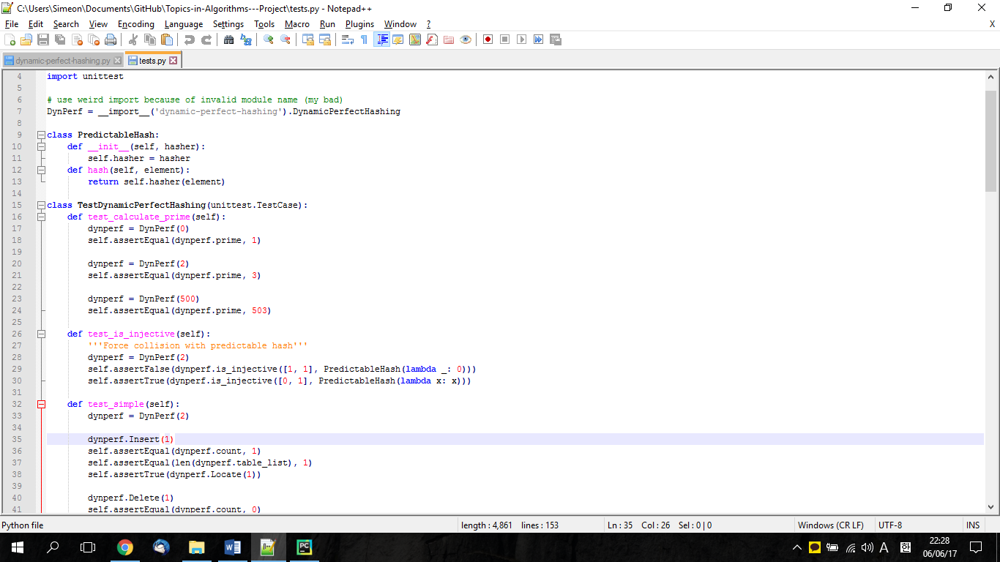 C:\Users\Simeon\Documents\GitHub\Topics-in-Algorithms---Project\tests.py - Notepad++
File Edit Search View Encoding Language Settings Tools Macro Run Plugins Window ? X
dynamic-perfect-hashing.py tests.py
4 import unittest
5
6 # use weird import because of invalid module name (my bad)
7 DynPerf = __import__('dynamic-perfect-hashing').DynamicPerfectHashing
8
9 class PredictableHash:
10 def __init__(self, hasher):
11 self.hasher = hasher
12 def hash(self, element):
13 return self.hasher(element)
14
15 class TestDynamicPerfectHashing(unittest.TestCase):
16 def test_calculate_prime(self):
17 dynperf = DynPerf(0)
18 self.assertEqual(dynperf.prime, 1)
19
20 dynperf = DynPerf(2)
21 self.assertEqual(dynperf.prime, 3)
22
23 dynperf = DynPerf(500)
24 self.assertEqual(dynperf.prime, 503)
25
26 def test_is_injective(self):
27 '''Force collision with predictable hash'''
28 dynperf = DynPerf(2)
29 self.assertFalse(dynperf.is_injective([1, 1], PredictableHash(lambda _: 0)))
30 self.assertTrue(dynperf.is_injective([0, 1], PredictableHash(lambda x: x)))
31
32 def test_simple(self):
33 dynperf = DynPerf(2)
34
35 dynperf.Insert(1)
36 self.assertEqual(dynperf.count, 1)
37 self.assertEqual(len(dynperf.table_list), 1)
38 self.assertTrue(dynperf.Locate(1))
39
40 dynperf.Delete(1)
41 self.assertEqual(dynperf.count, 0)
Python file length : 4,861 lines : 153 Ln : 35 Col : 26 Sel : 0 | 0 Windows (CR LF) UTF-8 INS
A 한 22:28
06/06/17